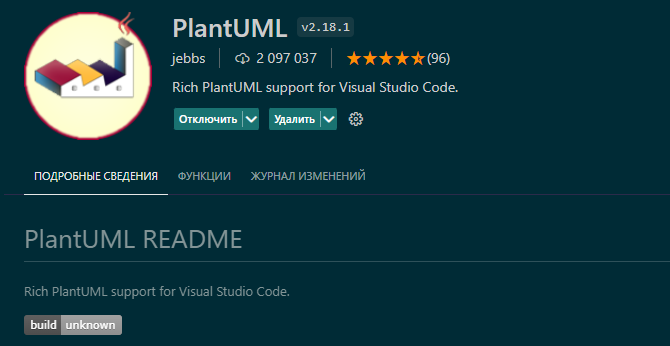 PlantUML v2.18.1
jebbs 2 097 037 (96)
Rich PlantUML support for Visual Studio Code.
Отключить Удалить
ПОДРОБНЫЕ СВЕДЕНИЯ ФУНКЦИИ ЖУРНАЛ ИЗМЕНЕНИЙ
PlantUML README
Rich PlantUML support for Visual Studio Code.
build unknown